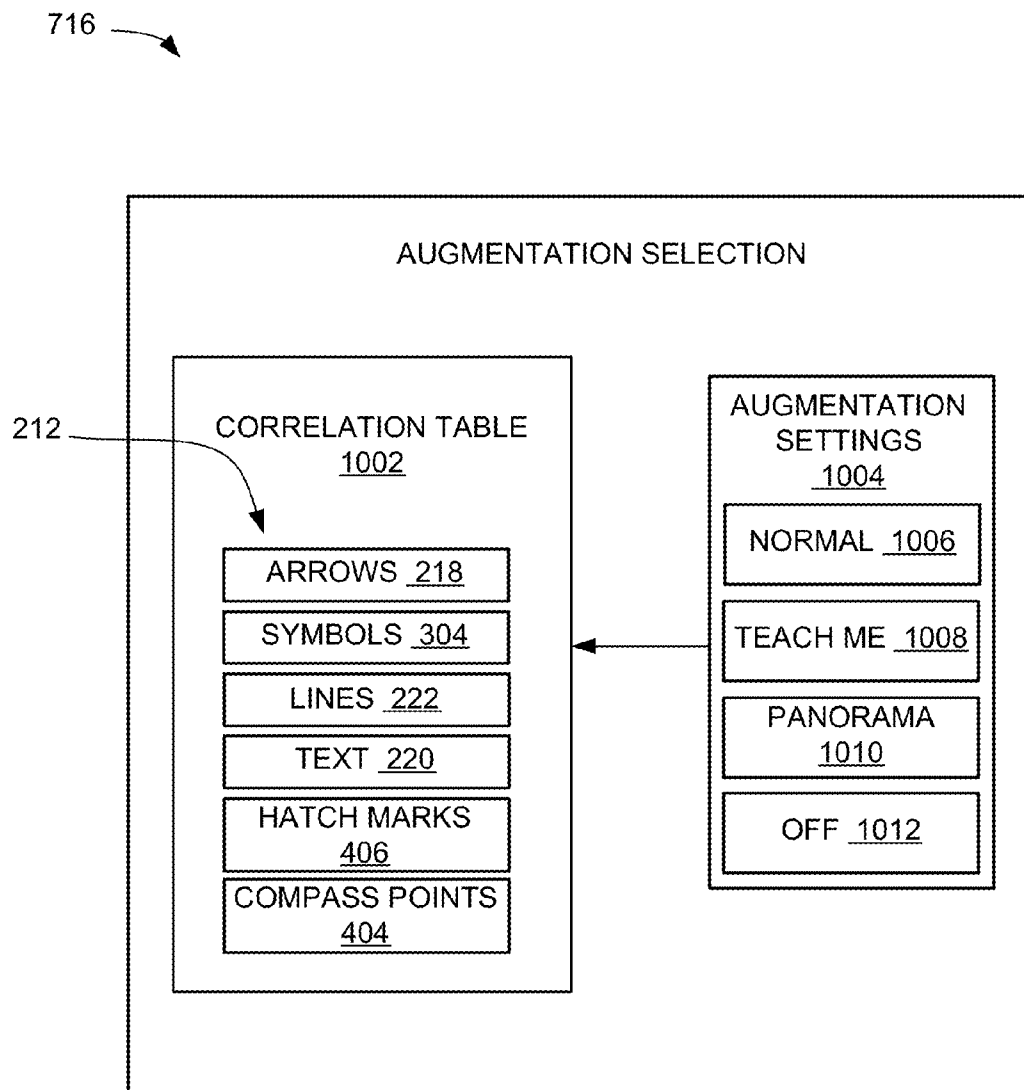 716
AUGMENTATION SELECTION
212
CORRELATION TABLE
1002
ARROWS 218
SYMBOLS 304
LINES 222
TEXT 220
HATCH MARKS
406
COMPASS POINTS
404
AUGMENTATION
SETTINGS
1004
NORMAL 1006
TEACH ME 1008
PANORAMA
1010
OFF 1012